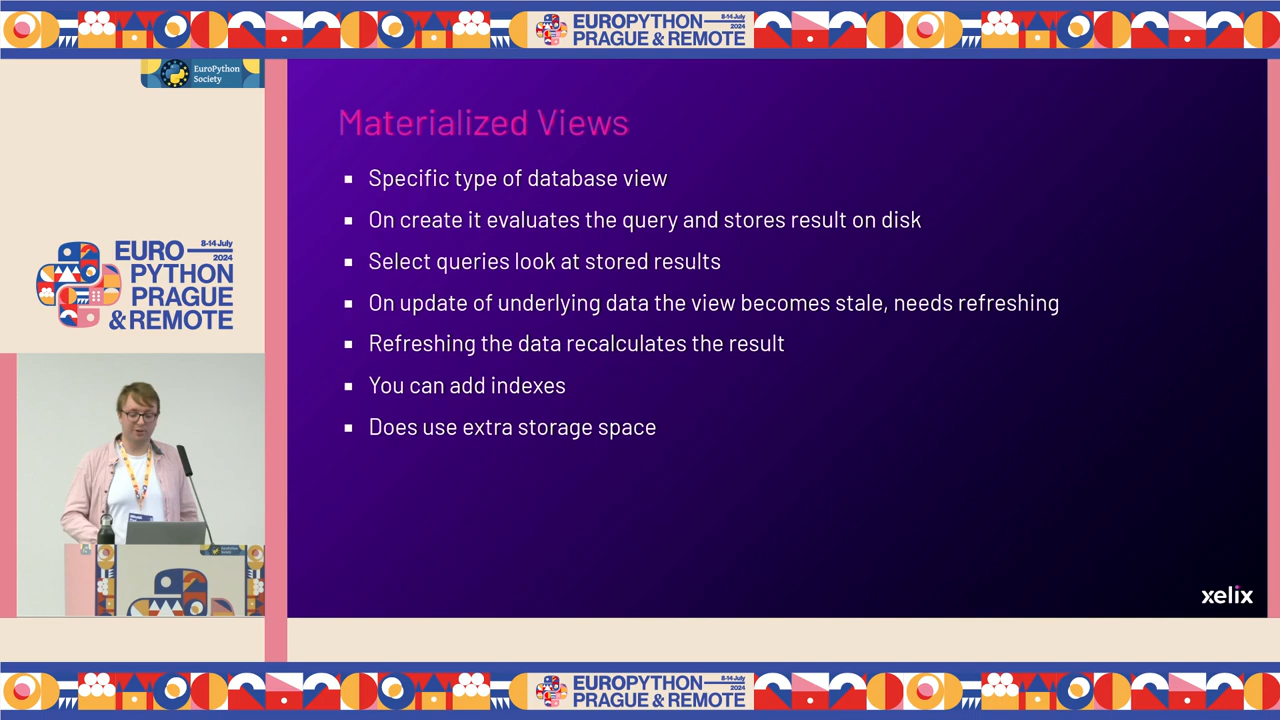 EUROPYTHON
8-14 July
2024
PRAGUE & REMOTE
EuroPython
Society
Materialized Views
Specific type of database view
On create it evaluates the query and stores result on disk
Select queries look at stored results
On update of underlying data the view becomes stale, needs refreshing
Refreshing the data recalculates the result
You can add indexes
Does use extra storage space
EURO
8-14 July
2024
PYTHON
PRAGUE
& REMOTE
xelix
EUROPYTHON
8-14 July
2024
PRAGUE & REMOTE